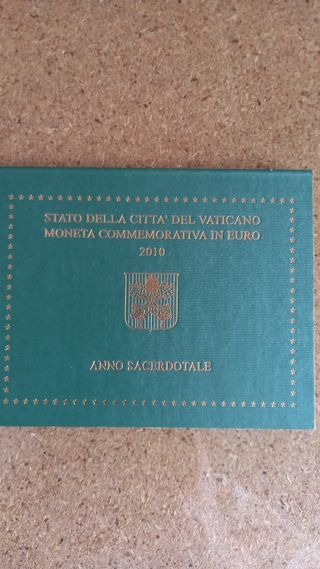 STATO DELLA CITTA' DEL VATICANO
MONETA COMMEMORATIVA IN EURO
2010
ANNO SACERDOTALE